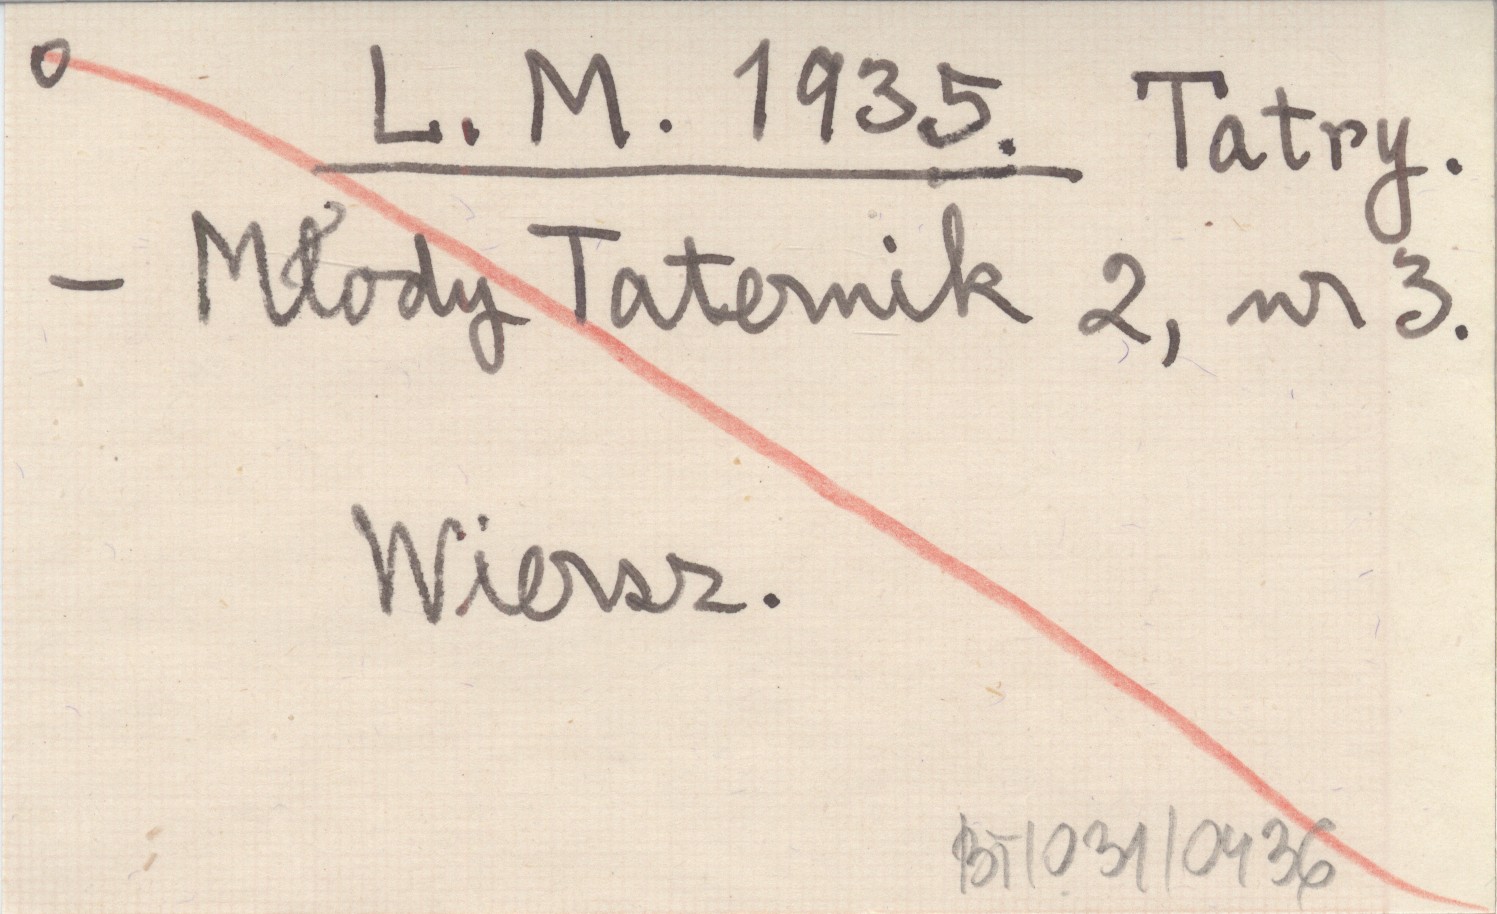 o L. M. 1935. Tatry.
– Młody Taternik 2, nr 3.
Wiersz.
BT/031/0436